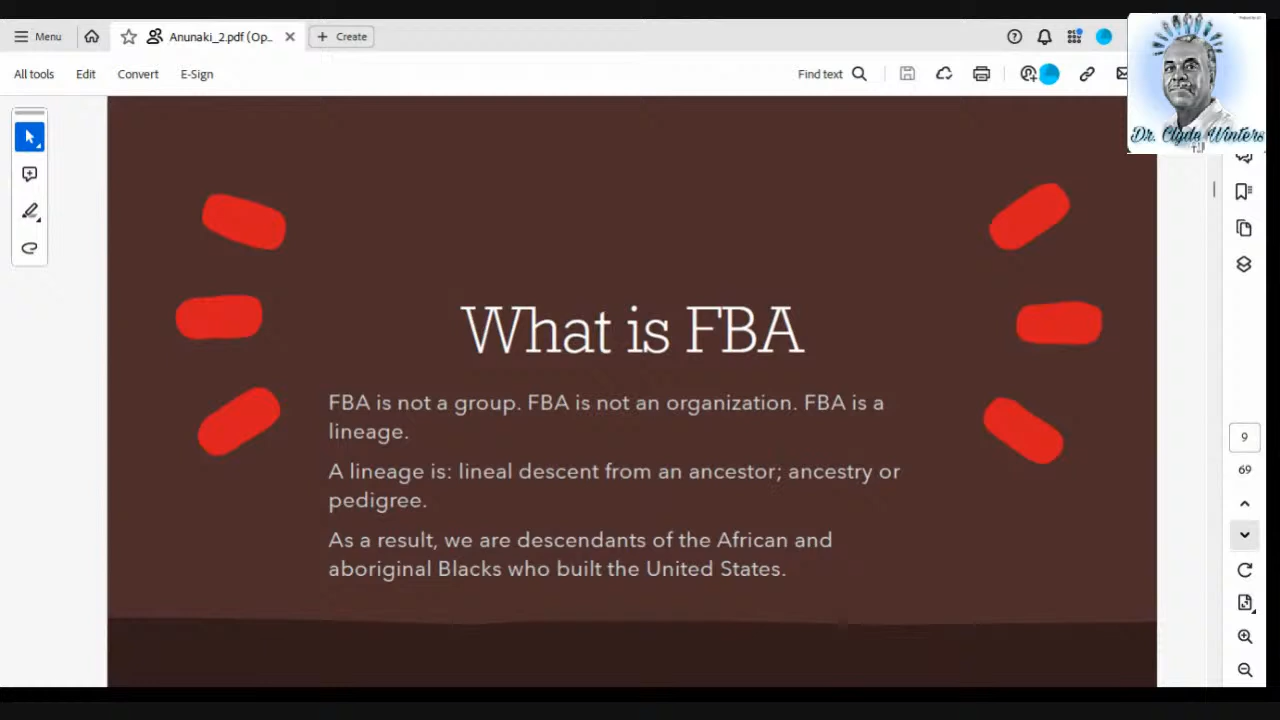 Menu
Anunaki_2.pdf (Op...
Create
All tools
Edit
Convert
E-Sign
Find text
Dr. Clyde Winters
What is FBA
FBA is not a group. FBA is not an organization. FBA is a
lineage.
A lineage is: lineal descent from an ancestor; ancestry or
pedigree.
As a result, we are descendants of the African and
aboriginal Blacks who built the United States.
9
69